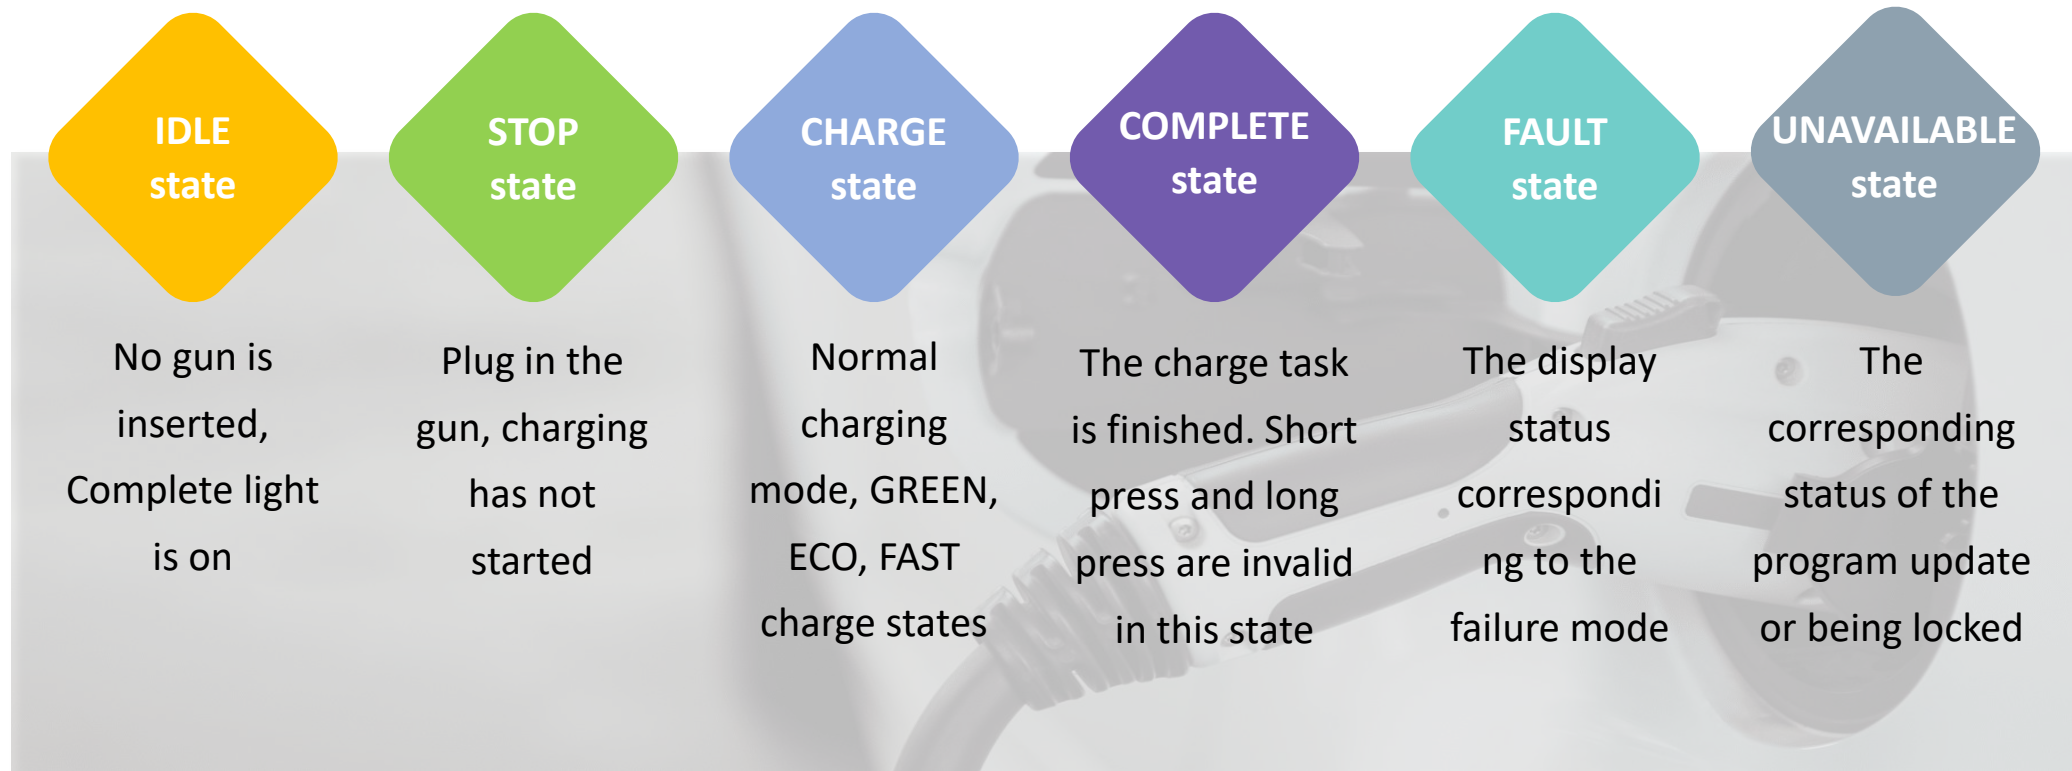 IDLE
state
No gun is
inserted,
Complete light
is on
STOP
state
Plug in the
gun, charging
has not
started
CHARGE
state
Normal
charging
mode, GREEN,
ECO, FAST
charge states
COMPLETE
state
The charge task
is finished. Short
press and long
press are invalid
in this state
FAULT
state
The display
status
correspondi
ng to the
failure mode
UNAVAILABLE
state
The
corresponding
status of the
program update
or being locked